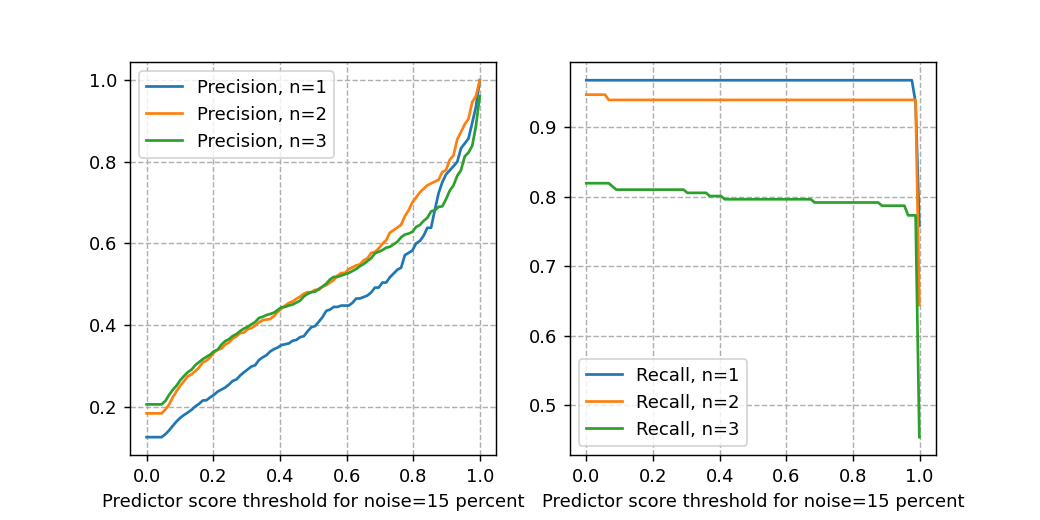 1.0
0.8
0.6
0.4
0.2
Precision, n=1
Precision, n=2
Precision, n=3
0.0 0.2 0.4 0.6 0.8 1.0
Predictor score threshold for noise=15 percent
0.9
0.8
0.7
0.6
0.5
Recall, n=1
Recall, n=2
Recall, n=3
0.0 0.2 0.4 0.6 0.8 1.0
Predictor score threshold for noise=15 percent